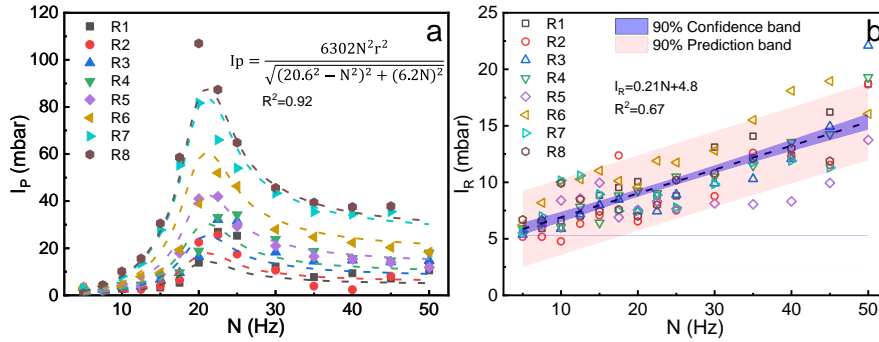 a
R1
R2
R3
R4
R5
R6
R7
R8
Ip = 6302N²r² / √((20.6² − N²)² + (6.2N)²
R²=0.92
120
100
80
60
40
20
0
I_P (mbar)
10 20 30 40 50
N (Hz)
b
R1
R2
R3
R4
R5
R6
R7
R8
90% Confidence band
90% Prediction band
I_R=0.21N+4.8
R²=0.67
25
20
15
10
5
0
I_R (mbar)
10 20 30 40 50
N (Hz)